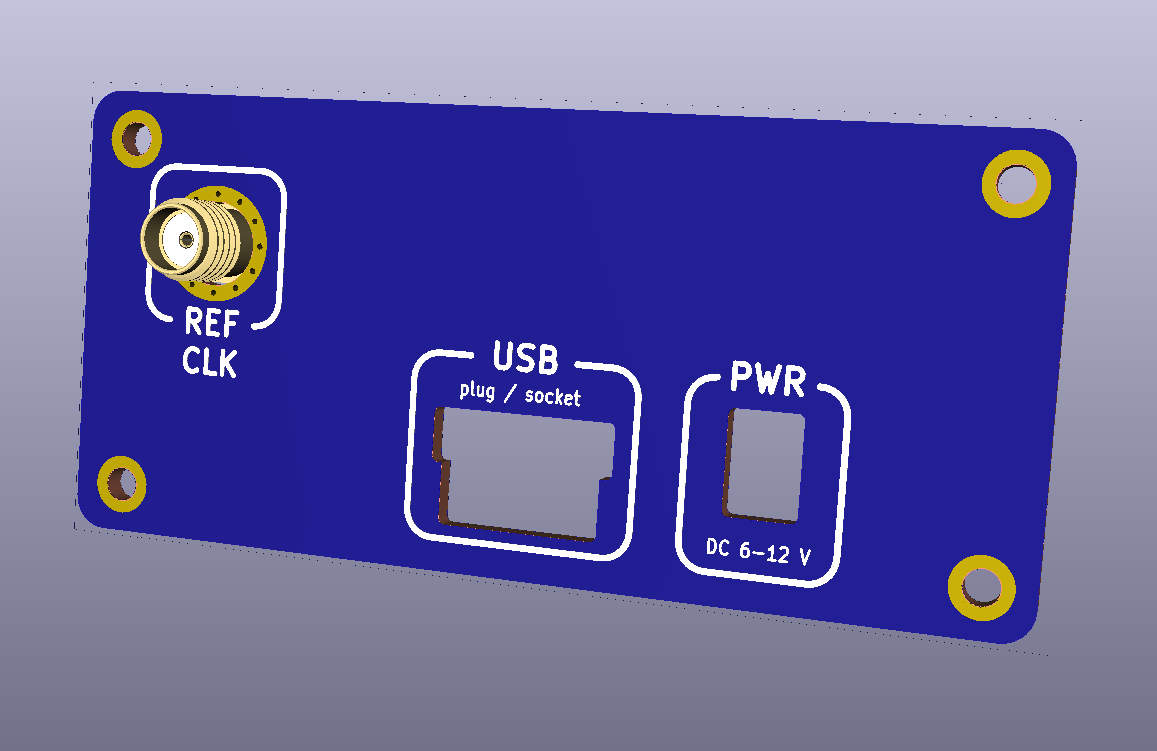 REF
CLK
USB
plug / socket
PWR
DC 6–12 V